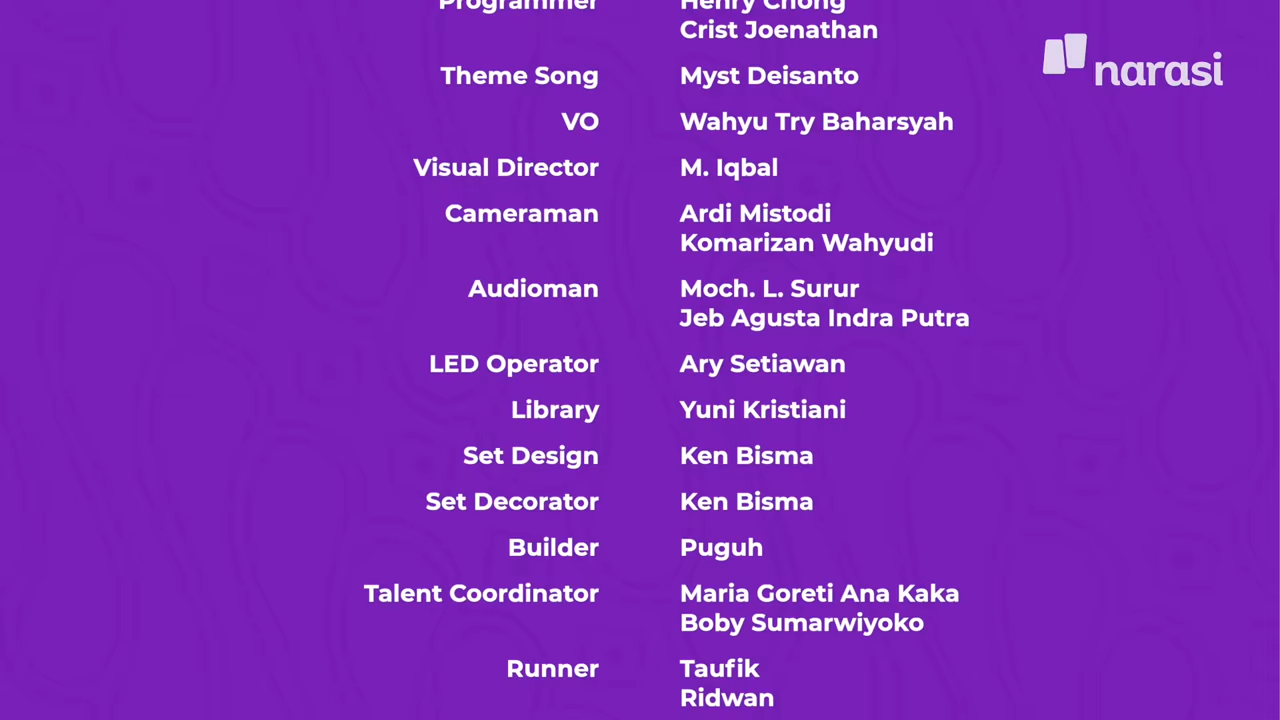 Programmer Henry Chong
Crist Joenathan
narasi
Theme Song Myst Deisanto
VO Wahyu Try Baharsyah
Visual Director M. Iqbal
Cameraman Ardi Mistodi
Komarizan Wahyudi
Audioman Moch. L. Surur
Jeb Agusta Indra Putra
LED Operator Ary Setiawan
Library Yuni Kristiani
Set Design Ken Bisma
Set Decorator Ken Bisma
Builder Puguh
Talent Coordinator Maria Goreti Ana Kaka
Boby Sumarwiyoko
Runner Taufik
Ridwan